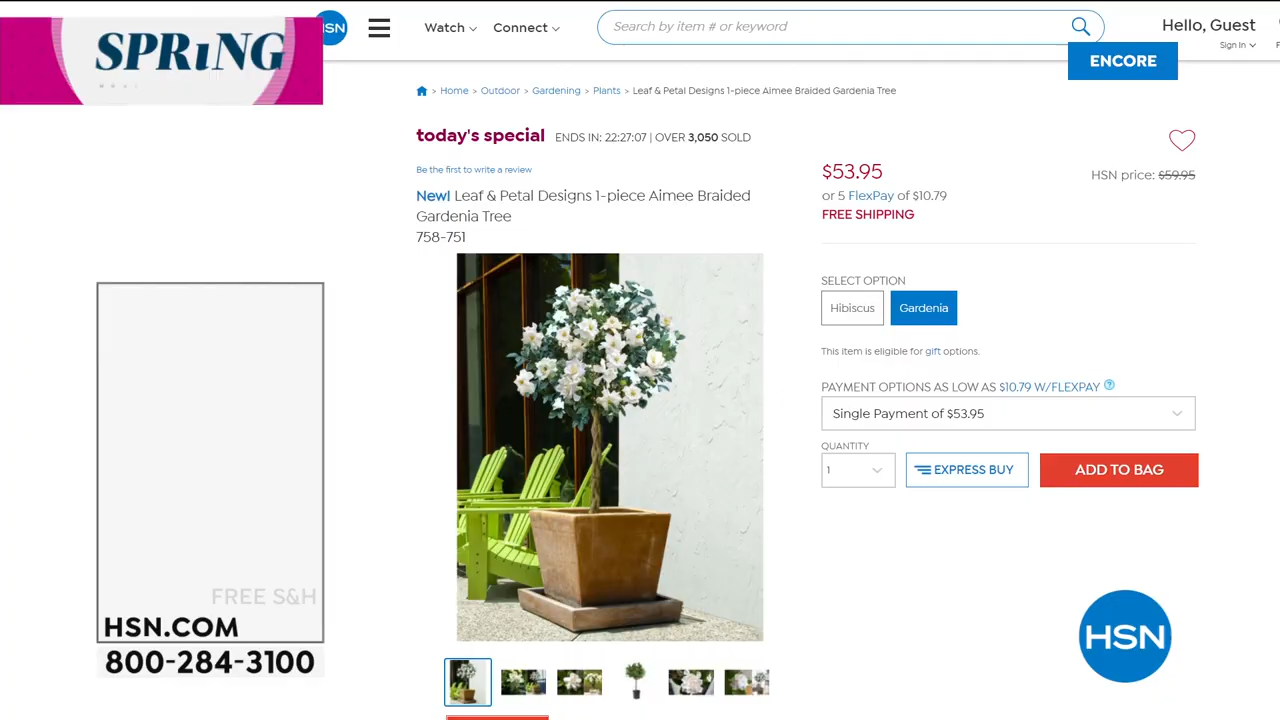 SPRiNG
HSN
Watch
Connect
Search by item # or keyword
Hello, Guest
Sign In
ENCORE
> Home > Outdoor > Gardening > Plants > Leaf & Petal Designs 1-piece Aimee Braided Gardenia Tree
today's special ENDS IN: 22:27:07 | OVER 3,050 SOLD
Be the first to write a review
New! Leaf & Petal Designs 1-piece Aimee Braided
Gardenia Tree
758-751
$53.95
HSN price: $59.95
or 5 FlexPay of $10.79
FREE SHIPPING
SELECT OPTION
Hibiscus
Gardenia
This item is eligible for gift options.
PAYMENT OPTIONS AS LOW AS $10.79 W/FLEXPAY ?
Single Payment of $53.95
QUANTITY
1
EXPRESS BUY
ADD TO BAG
FREE S&H
HSN.COM
800-284-3100
HSN